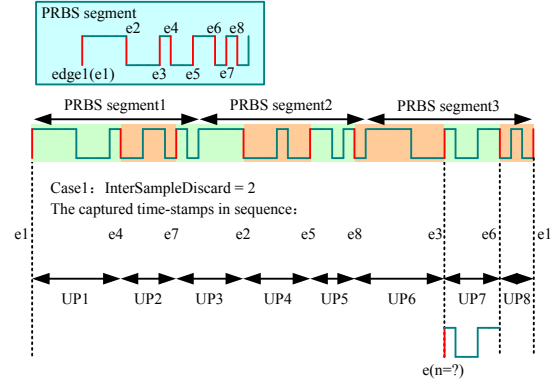 PRBS segment
e2 e4 e6 e8
edge1(e1) e3 e5 e7
PRBS segment1 PRBS segment2 PRBS segment3
Case1：InterSampleDiscard = 2
The captured time-stamps in sequence：
e1 e4 e7 e2 e5 e8 e3 e6 e1
UP1 UP2 UP3 UP4 UP5 UP6 UP7 UP8
e(n=?)